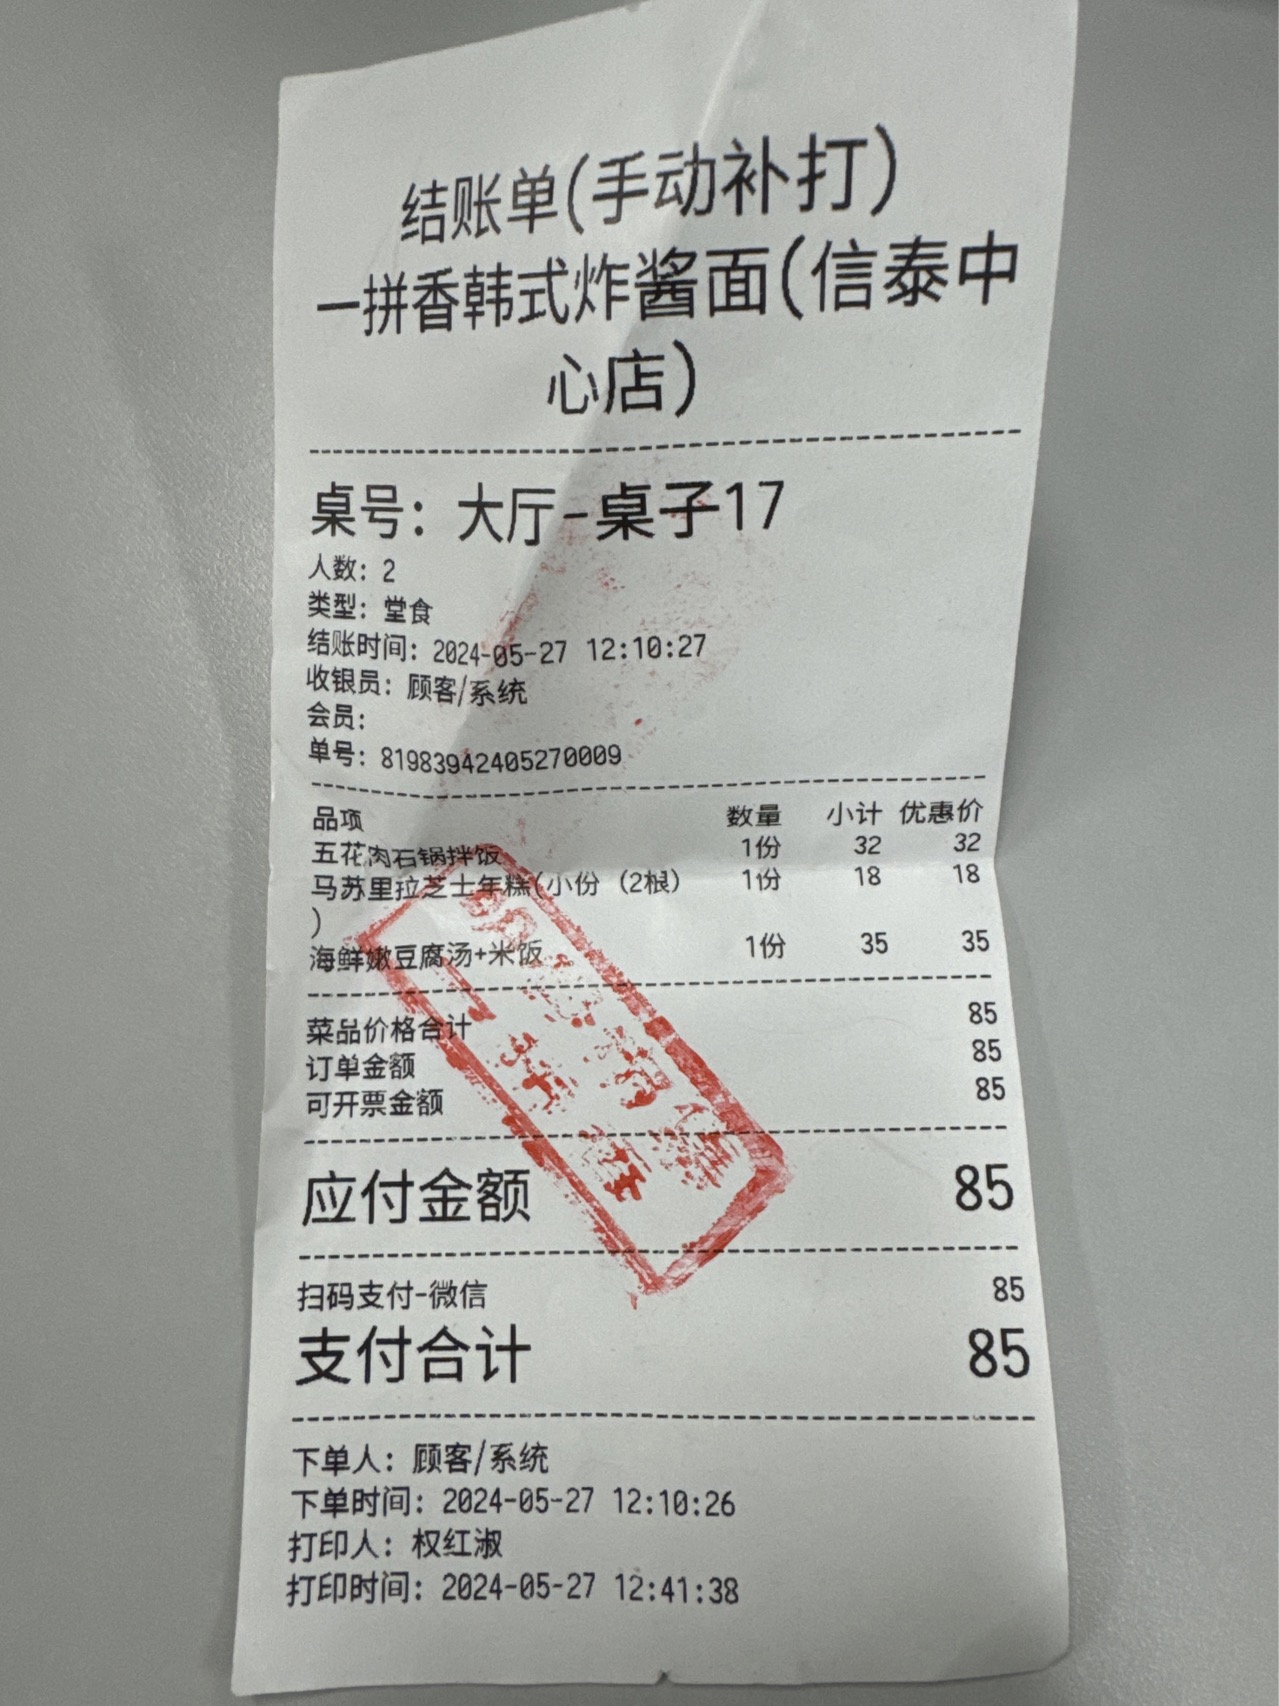 结账单(手动补打)
一拼香韩式炸酱面(信泰中
心店)
桌号：大厅-桌子17
人数：2
类型：堂食
结账时间：2024-05-27 12:10:27
收银员：顾客/系统
会员：
单号：81983942405270009
品项 数量 小计 优惠价
五花肉石锅拌饭 1份 32 32
马苏里拉芝士年糕(小份（2根） 1份 18 18
)
海鲜嫩豆腐汤+米饭 1份 35 35
菜品价格合计 85
订单金额 85
可开票金额 85
应付金额 85
扫码支付-微信 85
支付合计 85
下单人：顾客/系统
下单时间：2024-05-27 12:10:26
打印人：权红淑
打印时间：2024-05-27 12:41:38